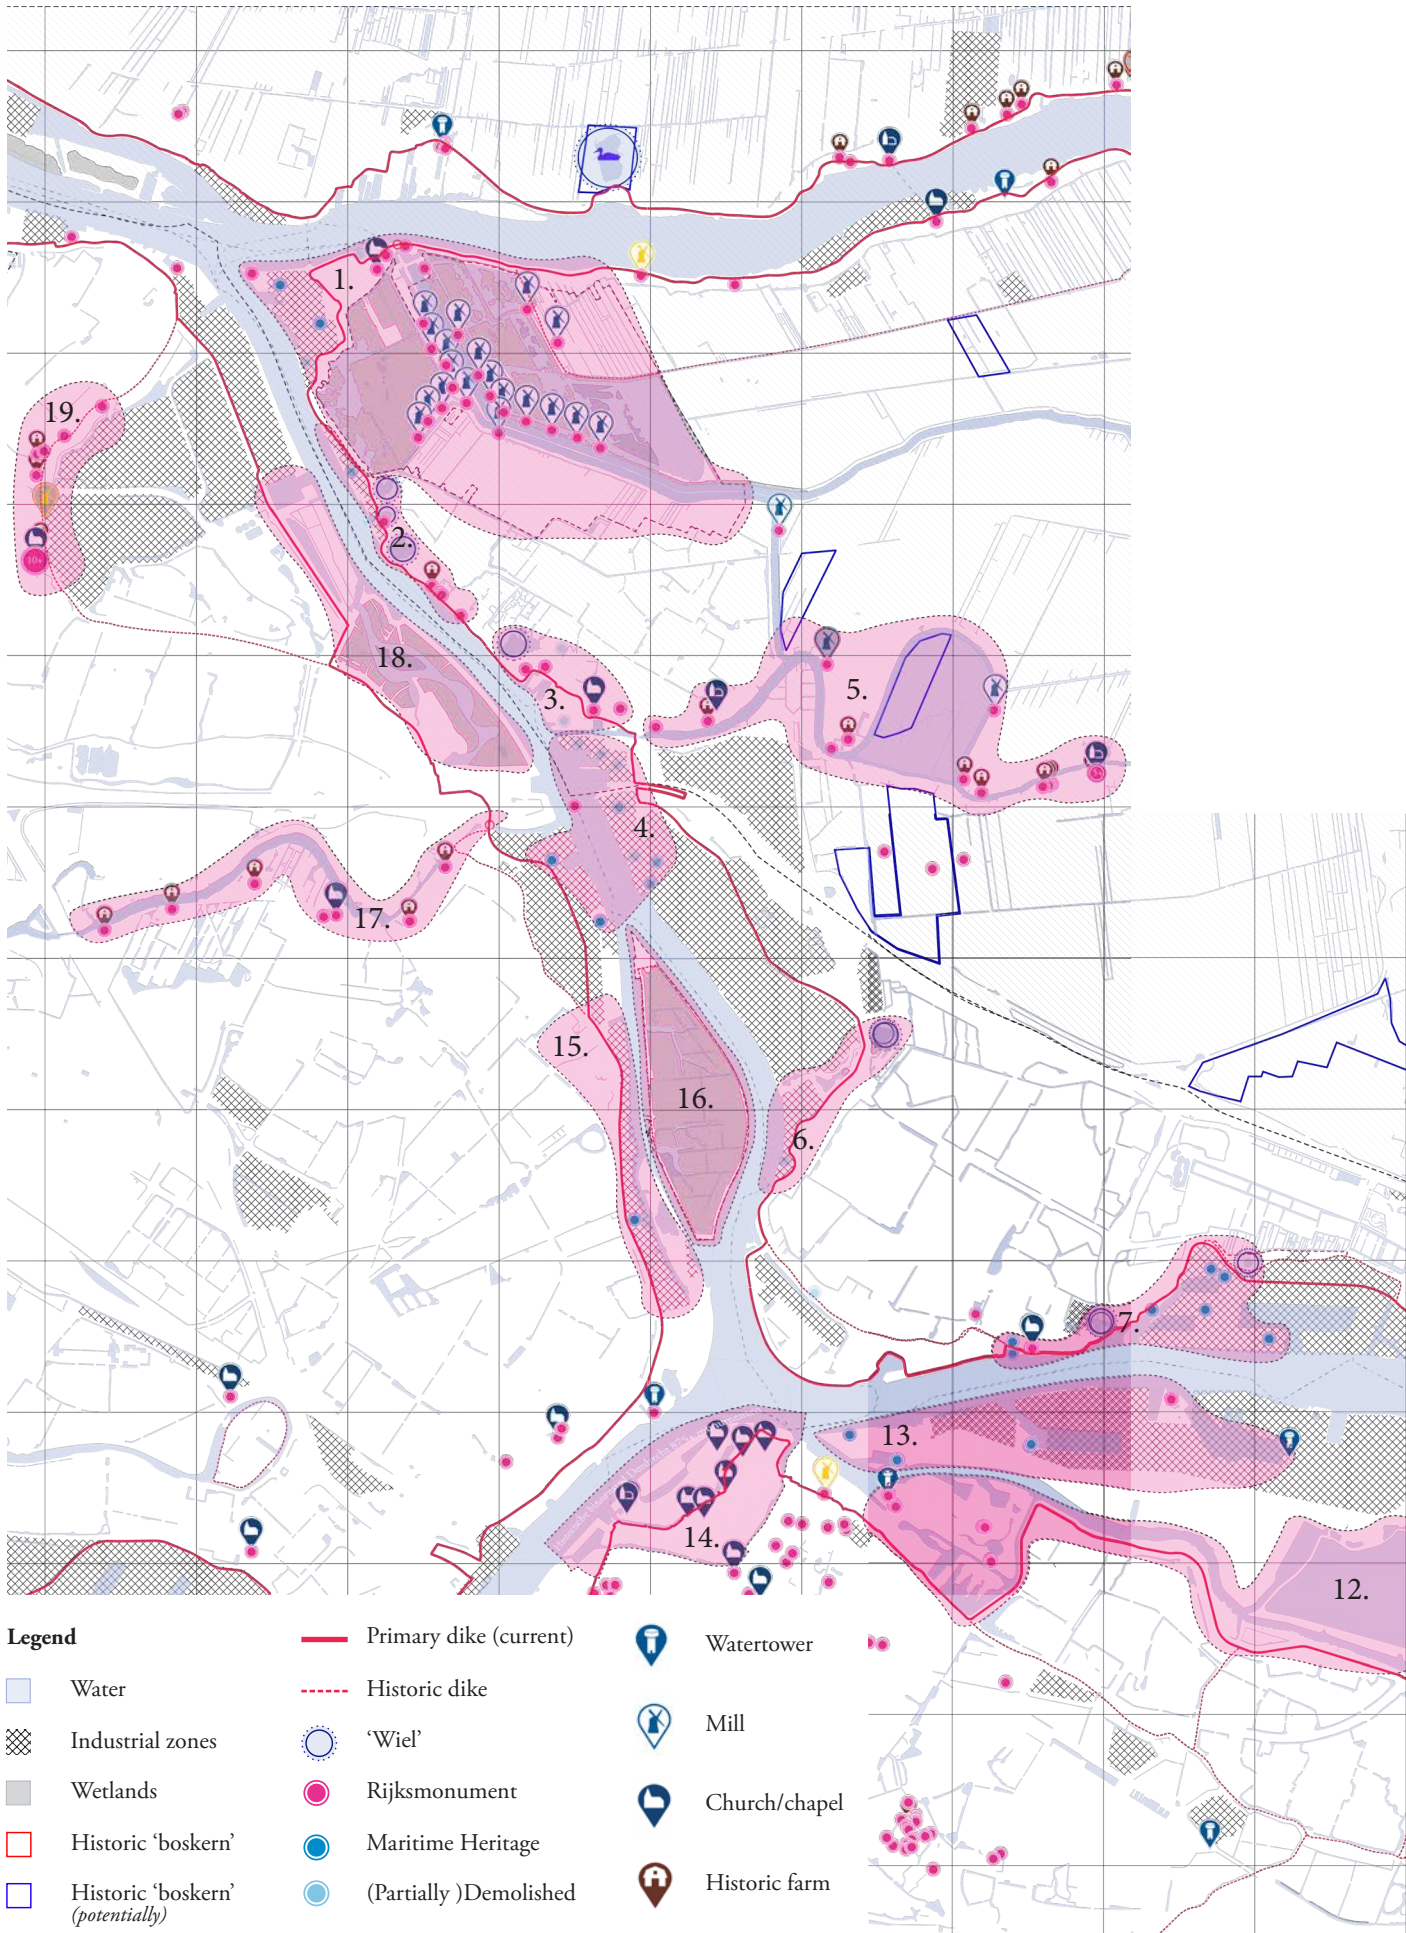 1.
19.
2.
18.
3.
5.
4.
17.
15.
16.
6.
7.
13.
14.
12.
10+
Legend
Water
Industrial zones
Wetlands
Historic ‘boskern’
Historic ‘boskern’
(potentially)
Primary dike (current)
Historic dike
‘Wiel’
Rijksmonument
Maritime Heritage
(Partially )Demolished
Watertower
Mill
Church/chapel
Historic farm